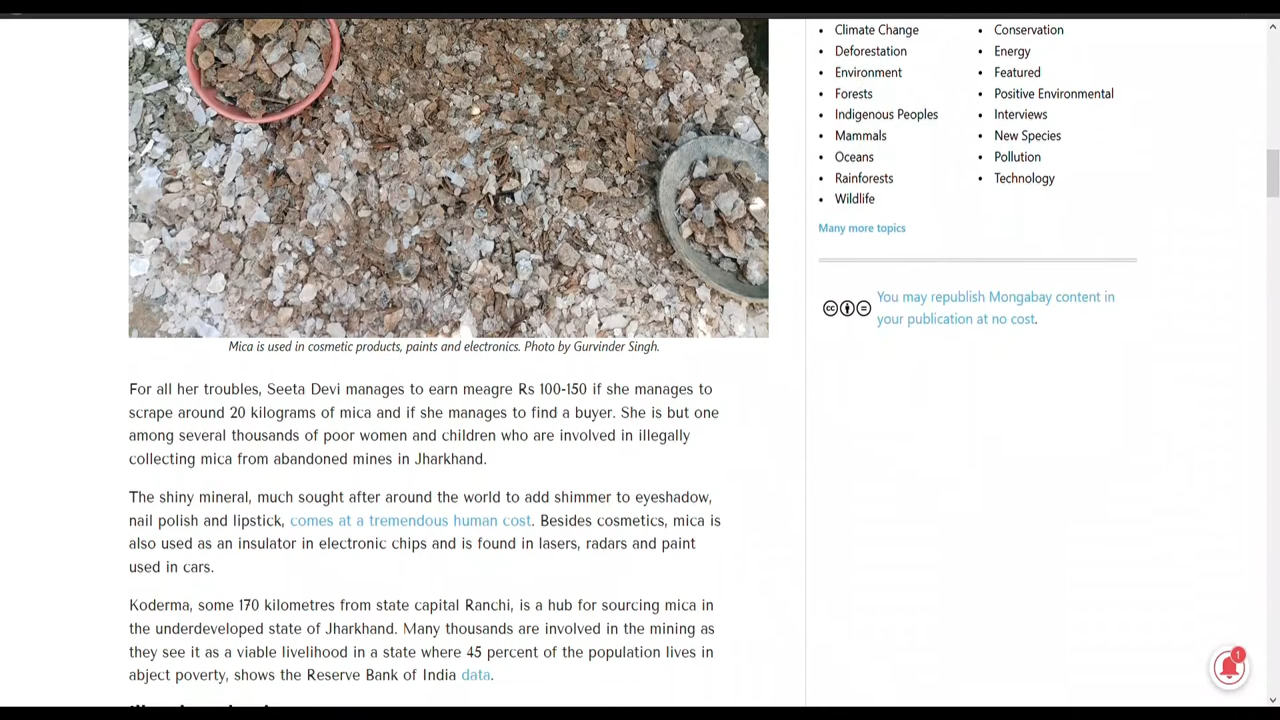 Mica is used in cosmetic products, paints and electronics. Photo by Gurvinder Singh.
For all her troubles, Seeta Devi manages to earn meagre Rs 100-150 if she manages to
scrape around 20 kilograms of mica and if she manages to find a buyer. She is but one
among several thousands of poor women and children who are involved in illegally
collecting mica from abandoned mines in Jharkhand.
The shiny mineral, much sought after around the world to add shimmer to eyeshadow,
nail polish and lipstick, comes at a tremendous human cost. Besides cosmetics, mica is
also used as an insulator in electronic chips and is found in lasers, radars and paint
used in cars.
Koderma, some 170 kilometres from state capital Ranchi, is a hub for sourcing mica in
the underdeveloped state of Jharkhand. Many thousands are involved in the mining as
they see it as a viable livelihood in a state where 45 percent of the population lives in
abject poverty, shows the Reserve Bank of India data.
Climate Change
Deforestation
Environment
Forests
Indigenous Peoples
Mammals
Oceans
Rainforests
Wildlife
Conservation
Energy
Featured
Positive Environmental
Interviews
New Species
Pollution
Technology
Many more topics
cc
You may republish Mongabay content in
your publication at no cost.
1